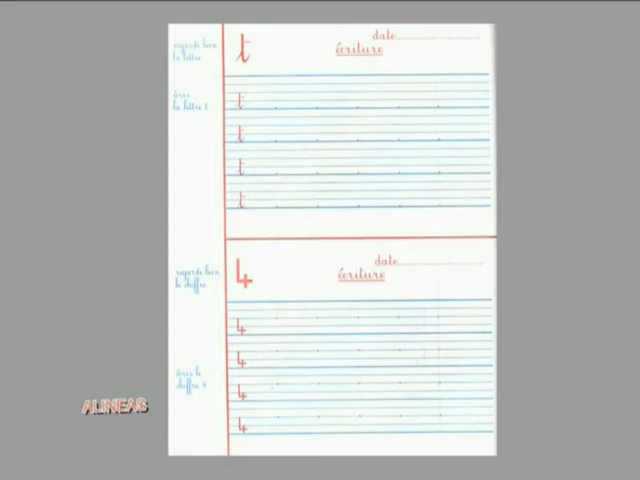 date
regarde bien
la lettre
t
écriture
écris
la lettre t
t
t
t
t
date
regarde bien
le chiffre
4
écriture
4
4
écris le
chiffre 4
4
4
ALINEAS